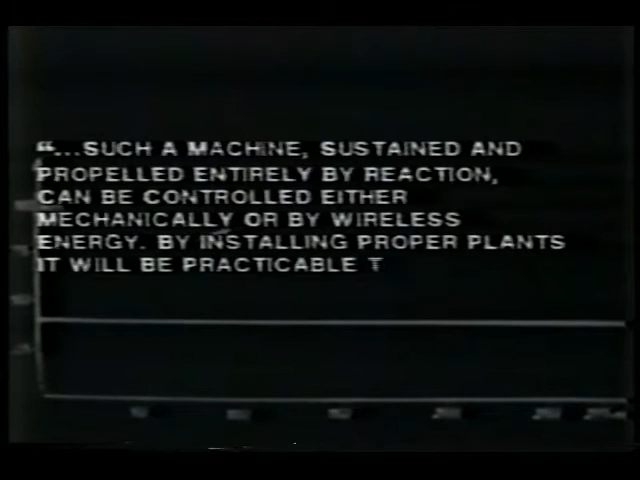 “...SUCH A MACHINE, SUSTAINED AND
PROPELLED ENTIRELY BY REACTION,
CAN BE CONTROLLED EITHER
MECHANICALLY OR BY WIRELESS
ENERGY. BY INSTALLING PROPER PLANTS
IT WILL BE PRACTICABLE T